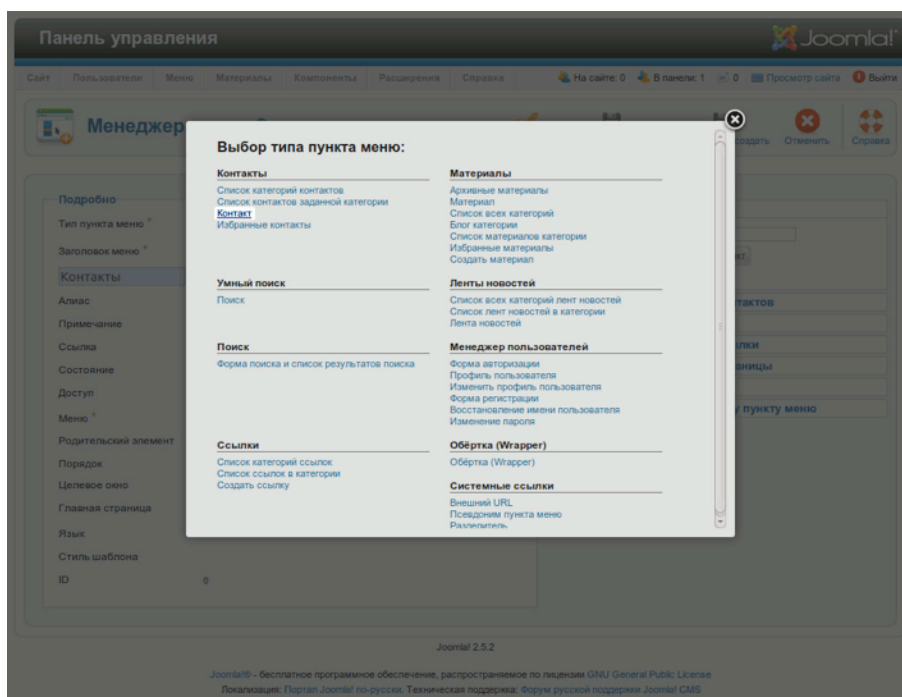 Панель управления
Joomla!
Сайт Пользователи Меню Материалы Компоненты Расширения Справка На сайте: 0 В панели: 1 0 Просмотр сайта Выйти
Менеджер
создать Отменить Справка
Выбор типа пункта меню:
Контакты
Список категорий контактов
Список контактов заданной категории
Контакт
Избранные контакты
Материалы
Архивные материалы
Материал
Список всех категорий
Блог категории
Список материалов категории
Избранные материалы
Создать материал
Умный поиск
Поиск
Ленты новостей
Список всех категорий лент новостей
Список лент новостей в категории
Лента новостей
Поиск
Форма поиска и список результатов поиска
Менеджер пользователей
Форма авторизации
Профиль пользователя
Изменить профиль пользователя
Форма регистрации
Восстановление имени пользователя
Изменение пароля
Ссылки
Список категорий ссылок
Список ссылок в категории
Создать ссылку
Обёртка (Wrapper)
Обёртка (Wrapper)
Системные ссылки
Внешний URL
Псевдоним пункта меню
Разделитель
Подробно
Тип пункта меню *
Заголовок меню *
Контакты
Алиас
Примечание
Ссылка
Состояние
Доступ
Меню *
Родительский элемент
Порядок
Целевое окно
Главная страница
Язык
Стиль шаблона
ID 0
тактов
лки
аницы
у пункту меню
Joomla! 2.5.2
Joomla!® - бесплатное программное обеспечение, распространяемое по лицензии GNU General Public License
Локализация: Портал Joomla! по-русски. Техническая поддержка: Форум русской поддержки Joomla! CMS